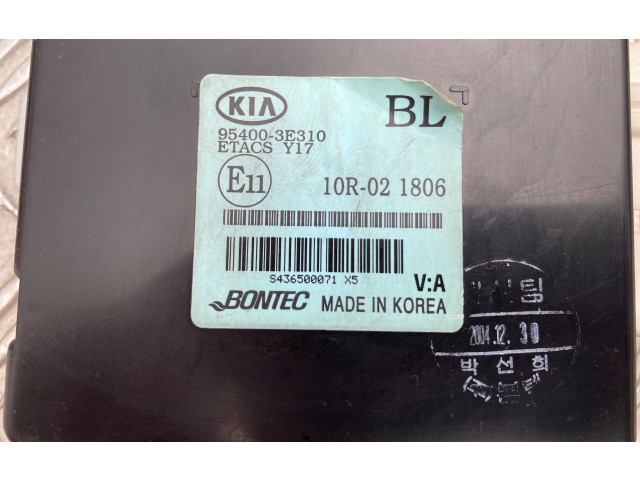 KIA
BL
95400-3E310
ETACS Y17
E11
10R-02 1806
S436500071 X5
V:A
BONTEC MADE IN KOREA
2004.12. 30
박선희